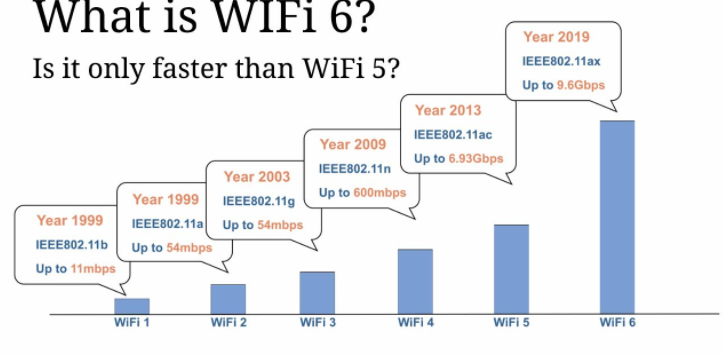 What is WIFi 6?
Is it only faster than WiFi 5?
Year 1999
IEEE802.11b
Up to 11mbps
Year 1999
IEEE802.11a
Up to 54mbps
Year 2003
IEEE802.11g
Up to 54mbps
Year 2009
IEEE802.11n
Up to 600mbps
Year 2013
IEEE802.11ac
Up to 6.93Gbps
Year 2019
IEEE802.11ax
Up to 9.6Gbps
WiFi 1
WiFi 2
WiFi 3
WiFi 4
WiFi 5
WiFi 6